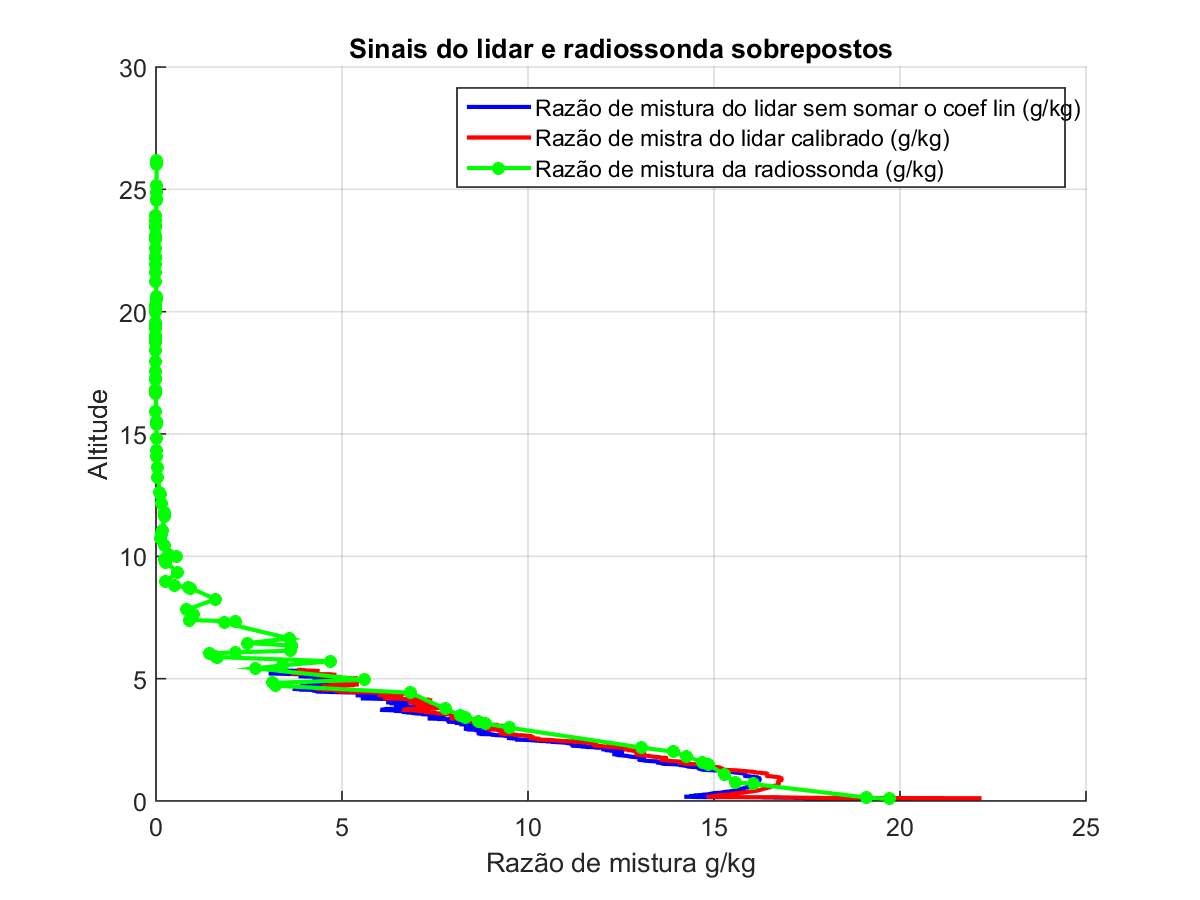 Sinais do lidar e radiossonda sobrepostos
30
Razão de mistura do lidar sem somar o coef lin (g/kg)
Razão de mistra do lidar calibrado (g/kg)
Razão de mistura da radiossonda (g/kg)
25
20
15
10
5
0
Altitude
0 5 10 15 20 25
Razão de mistura g/kg